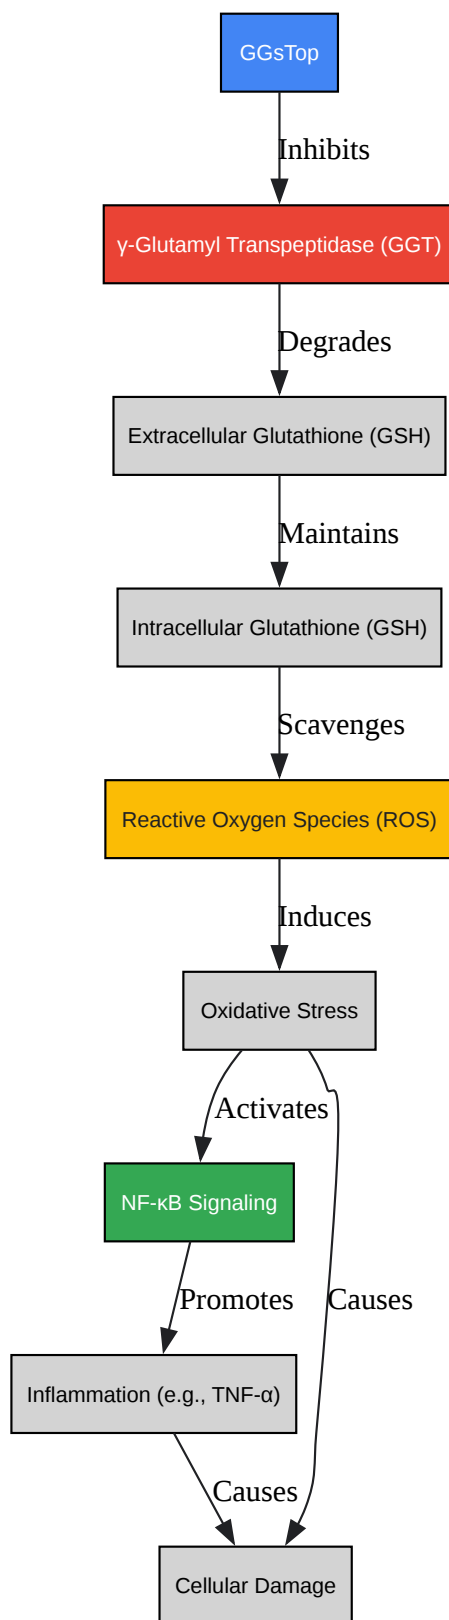 GGsTop
Inhibits
γ-Glutamyl Transpeptidase (GGT)
Degrades
Extracellular Glutathione (GSH)
Maintains
Intracellular Glutathione (GSH)
Scavenges
Reactive Oxygen Species (ROS)
Induces
Oxidative Stress
Activates
NF-κB Signaling
Promotes
Causes
Inflammation (e.g., TNF-α)
Causes
Cellular Damage